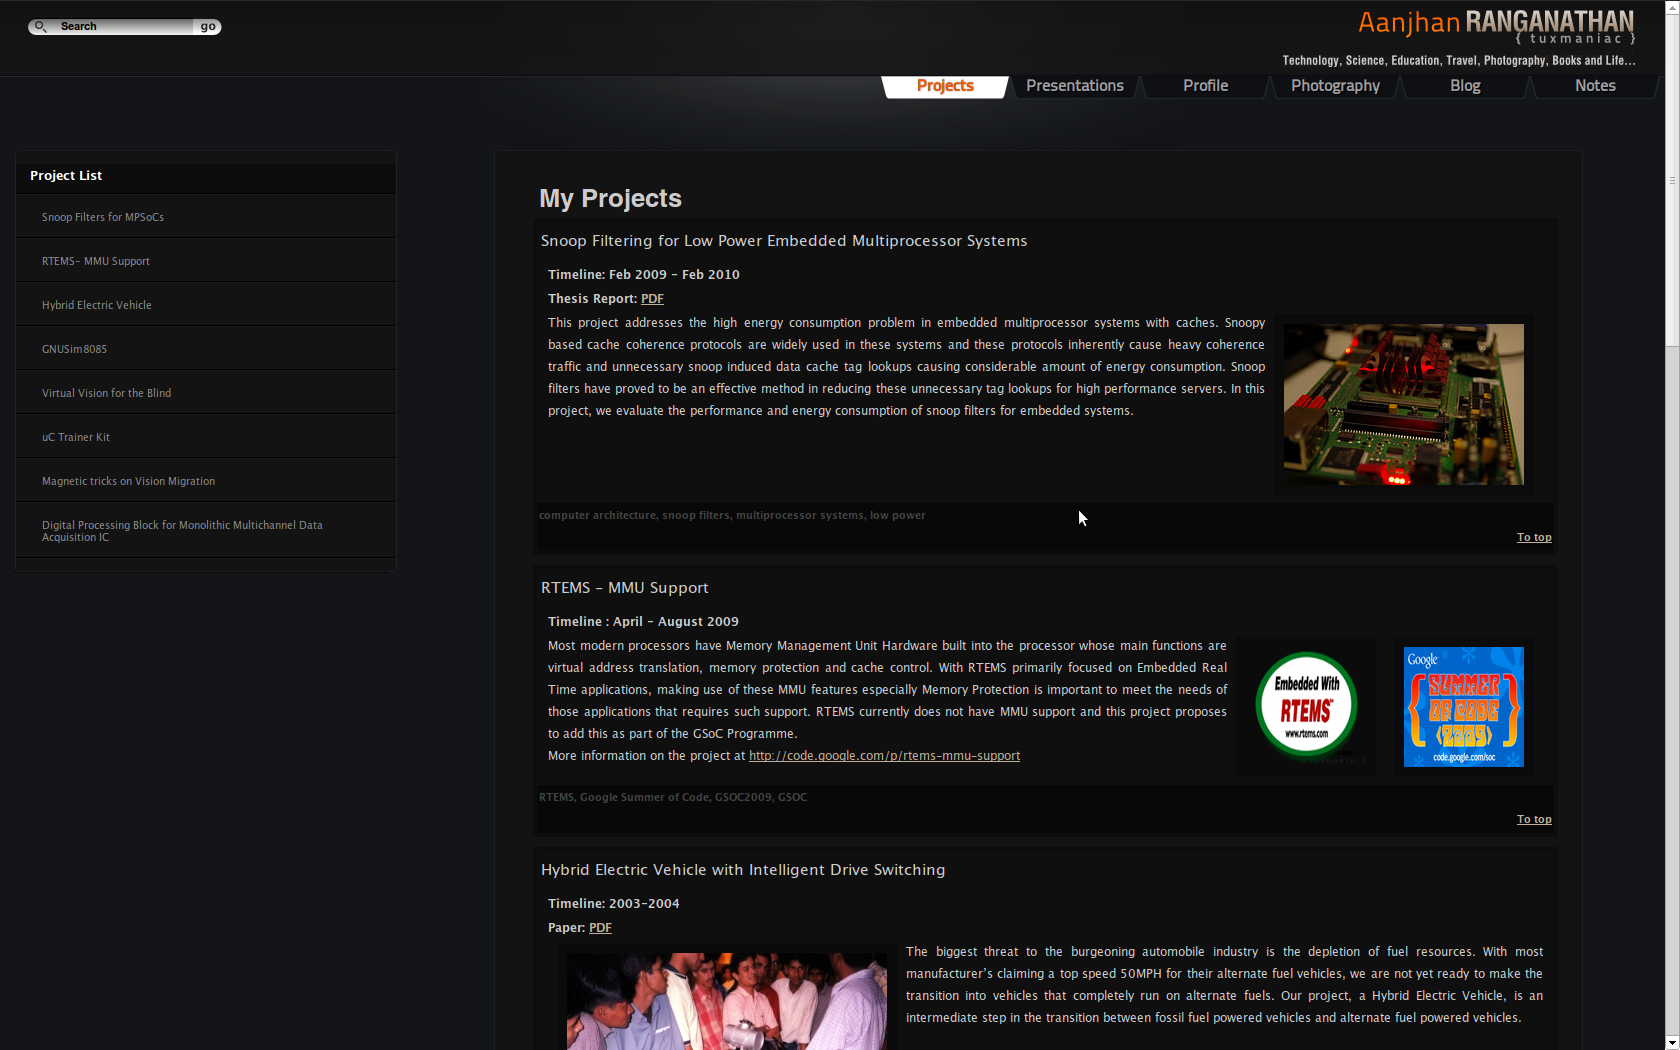 Search go
Aanjhan RANGANATHAN
{ tuxmaniac }
Technology, Science, Education, Travel, Photography, Books and Life...
Projects Presentations Profile Photography Blog Notes
Project List
Snoop Filters for MPSoCs
RTEMS- MMU Support
Hybrid Electric Vehicle
GNUSim8085
Virtual Vision for the Blind
uC Trainer Kit
Magnetic tricks on Vision Migration
Digital Processing Block for Monolithic Multichannel Data
Acquisition IC
My Projects
Snoop Filtering for Low Power Embedded Multiprocessor Systems
Timeline: Feb 2009 - Feb 2010
Thesis Report: PDF
This project addresses the high energy consumption problem in embedded multiprocessor systems with caches. Snoopy
based cache coherence protocols are widely used in these systems and these protocols inherently cause heavy coherence
traffic and unnecessary snoop induced data cache tag lookups causing considerable amount of energy consumption. Snoop
filters have proved to be an effective method in reducing these unnecessary tag lookups for high performance servers. In this
project, we evaluate the performance and energy consumption of snoop filters for embedded systems.
computer architecture, snoop filters, multiprocessor systems, low power
To top
RTEMS - MMU Support
Timeline : April - August 2009
Most modern processors have Memory Management Unit Hardware built into the processor whose main functions are
virtual address translation, memory protection and cache control. With RTEMS primarily focused on Embedded Real
Time applications, making use of these MMU features especially Memory Protection is important to meet the needs of
those applications that requires such support. RTEMS currently does not have MMU support and this project proposes
to add this as part of the GSoC Programme.
More information on the project at http://code.google.com/p/rtems-mmu-support
Embedded With
RTEMS™
www.rtems.com
Google
SUMMER
OF CODE
<2009>
code.google.com/soc
RTEMS, Google Summer of Code, GSOC2009, GSOC
To top
Hybrid Electric Vehicle with Intelligent Drive Switching
Timeline: 2003-2004
Paper: PDF
The biggest threat to the burgeoning automobile industry is the depletion of fuel resources. With most
manufacturer's claiming a top speed 50MPH for their alternate fuel vehicles, we are not yet ready to make the
transition into vehicles that completely run on alternate fuels. Our project, a Hybrid Electric Vehicle, is an
intermediate step in the transition between fossil fuel powered vehicles and alternate fuel powered vehicles.